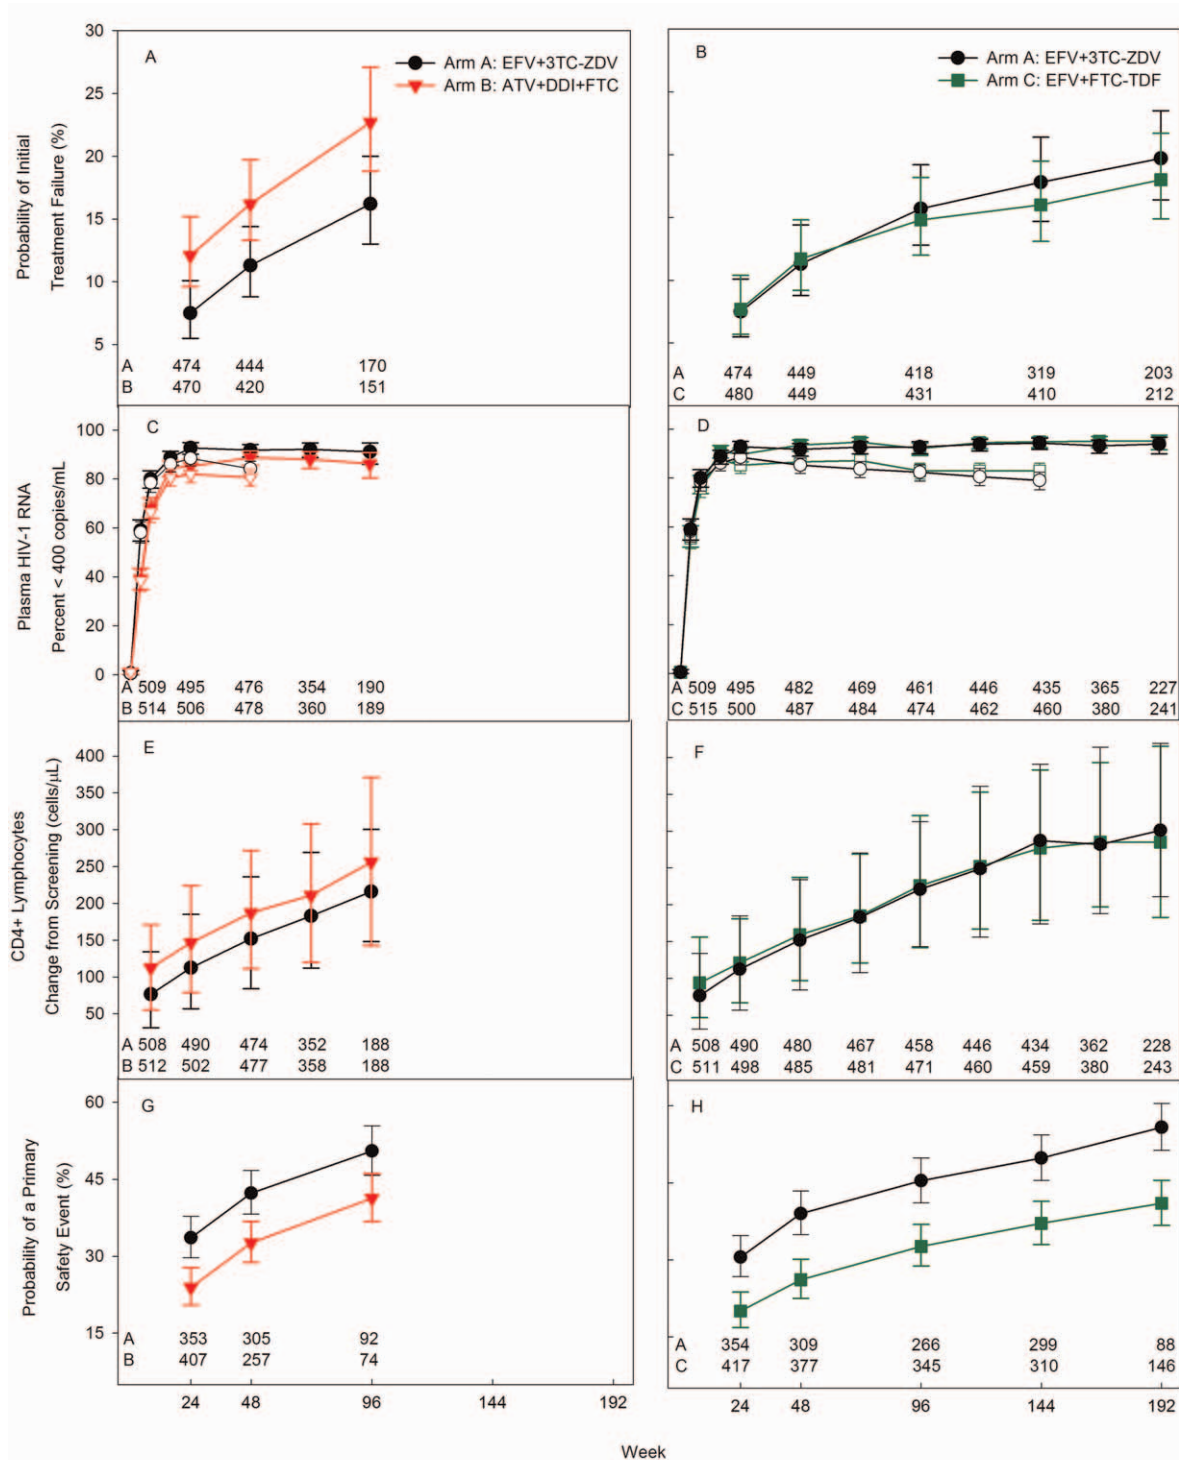 30
25
20
15
10
5
Probability of Initial
Treatment Failure (%)
A
Arm A: EFV+3TC-ZDV
Arm B: ATV+DDI+FTC
A 474 444 170
B 470 420 151
B
Arm A: EFV+3TC-ZDV
Arm C: EFV+FTC-TDF
A 474 449 418 319 203
C 480 449 431 410 212
100
80
60
40
20
0
Plasma HIV-1 RNA
Percent < 400 copies/mL
C
A 509 495 476 354 190
B 514 506 478 360 189
D
A 509 495 482 469 461 446 435 365 227
C 515 500 487 484 474 462 460 380 241
400
350
300
250
200
150
100
50
CD4+ Lymphocytes
Change from Screening (cells/µL)
E
A 508 490 474 352 188
B 512 502 477 358 188
F
A 508 490 480 467 458 446 434 362 228
C 511 498 485 481 471 460 459 380 243
60
45
30
15
Probability of a Primary
Safety Event (%)
G
A 353 305 92
B 407 257 74
H
A 354 309 266 299 88
C 417 377 345 310 146
24 48 96 144 192
24 48 96 144 192
Week